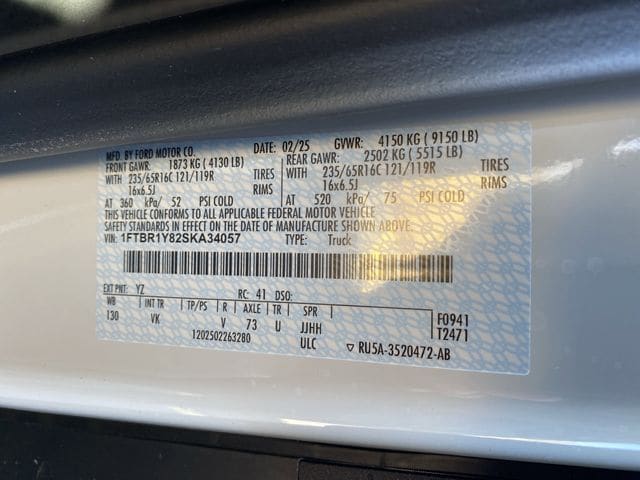 MFD. BY FORD MOTOR CO. DATE: 02/25 GVWR: 4150 KG ( 9150 LB)
FRONT GAWR: 1873 KG ( 4130 LB) REAR GAWR: 2502 KG ( 5515 LB)
WITH 235/65R16C 121/119R TIRES WITH 235/65R16C 121/119R TIRES
16x6.5J RIMS 16x6.5J RIMS
AT 360 kPa/ 52 PSI COLD AT 520 kPa/ 75 PSI COLD
THIS VEHICLE CONFORMS TO ALL APPLICABLE FEDERAL MOTOR VEHICLE
SAFETY STANDARDS IN EFFECT ON THE DATE OF MANUFACTURE SHOWN ABOVE.
VIN: 1FTBR1Y82SKA34057 TYPE: Truck
EXT PNT: YZ RC: 41 DSO:
WB INT TR TP/PS R AXLE TR SPR F0941
130 VK V 73 U JJHH T2471
1202502263280 ULC ▽ RU5A-3520472-AB